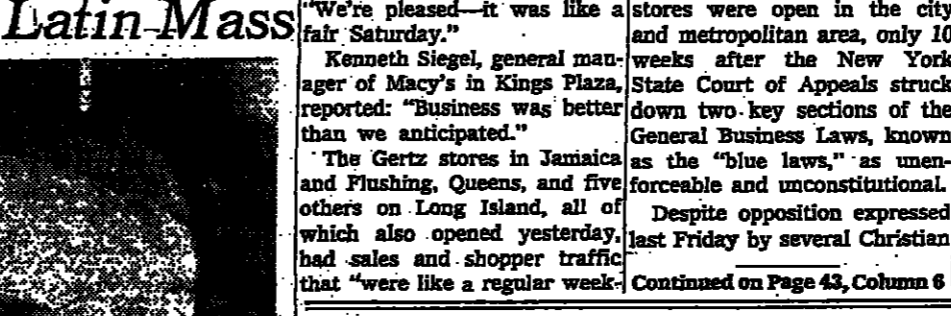 Latin Mass
"We're pleased—it was like a
fair Saturday."
Kenneth Siegel, general man-
ager of Macy's in Kings Plaza,
reported: "Business was better
than we anticipated."
The Gertz stores in Jamaica
and Flushing, Queens, and five
others on Long Island, all of
which also opened yesterday,
had sales and shopper traffic
that "were like a regular week-
stores were open in the city
and metropolitan area, only 10
weeks after the New York
State Court of Appeals struck
down two key sections of the
General Business Laws, known
as the "blue laws," as unen-
forceable and unconstitutional.
Despite opposition expressed
last Friday by several Christian
Continued on Page 43, Column 6